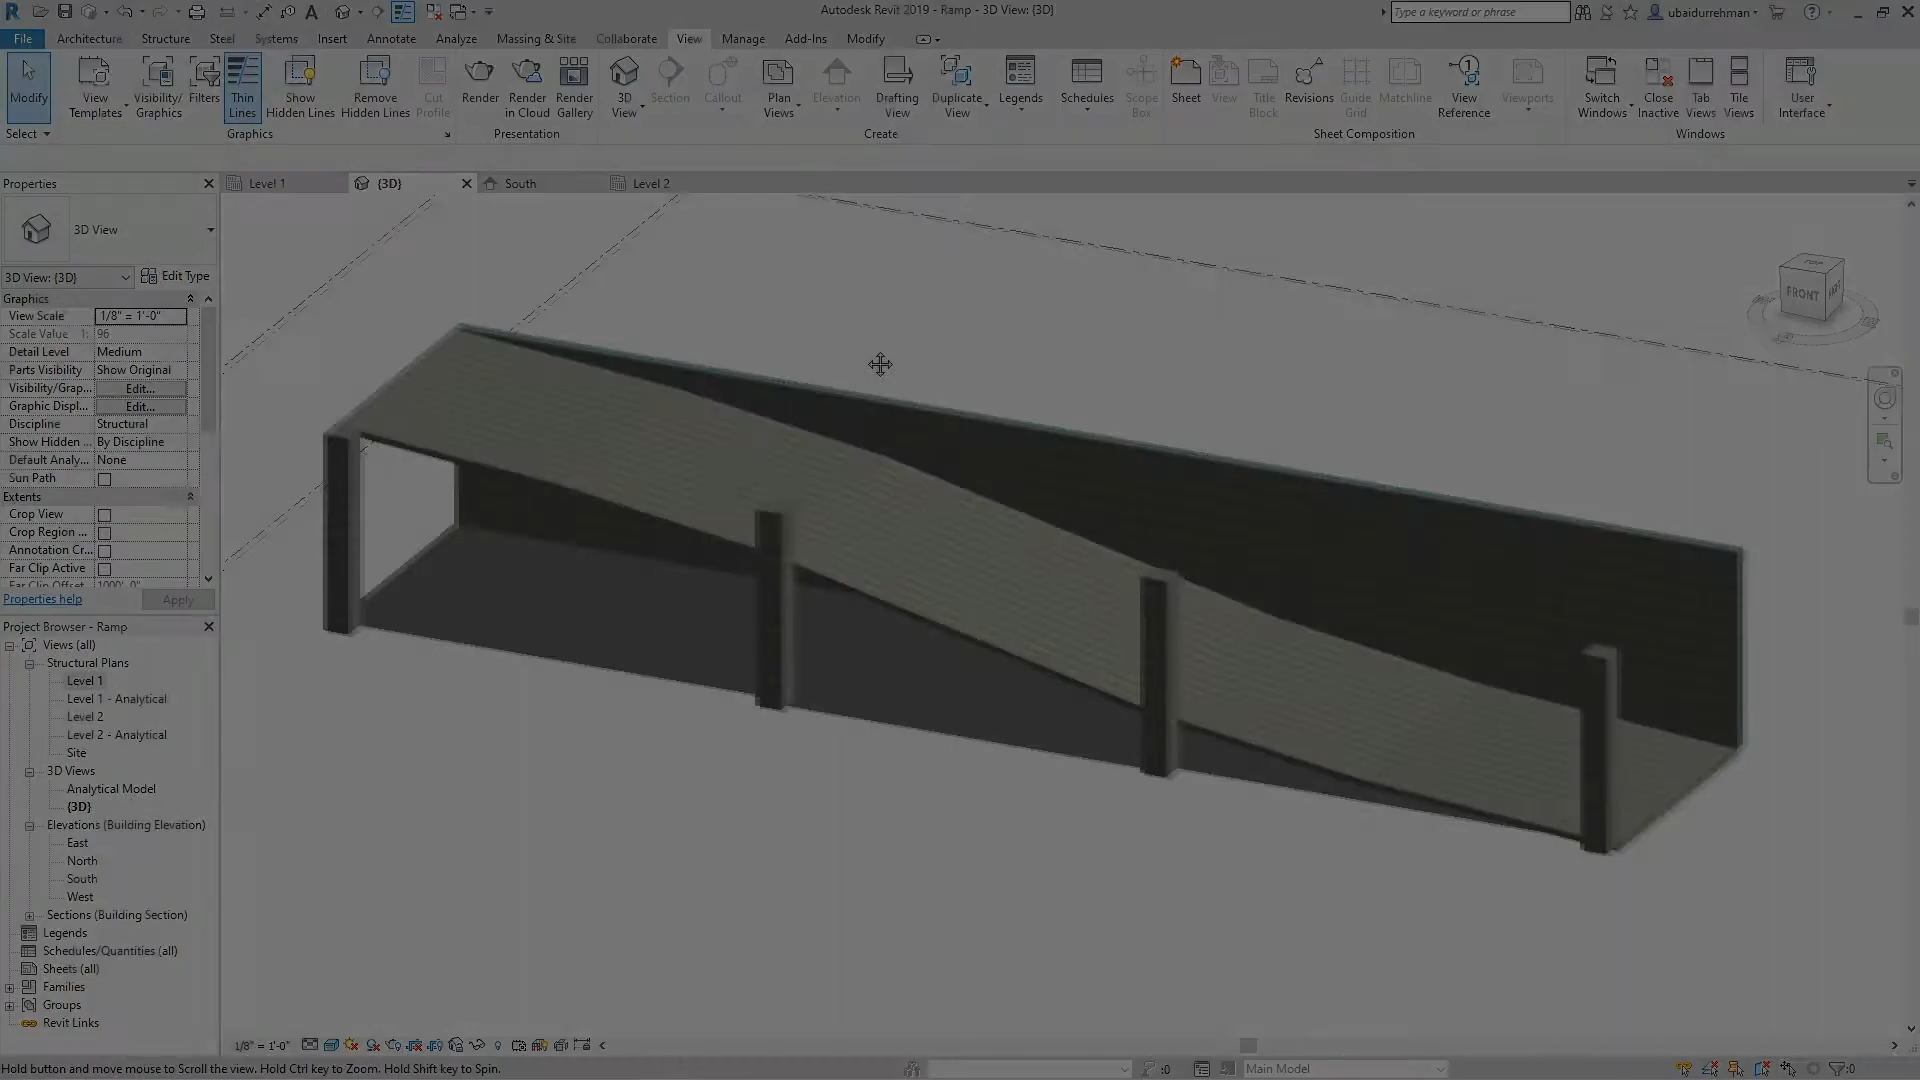 Autodesk Revit 2019 - Ramp - 3D View: {3D}
Type a keyword or phrase
ubaidurrehman
File Architecture Structure Steel Systems Insert Annotate Analyze Massing & Site Collaborate View Manage Add-Ins Modify
Modify
View Templates
Visibility/ Graphics
Filters
Thin Lines
Show Hidden Lines
Remove Hidden Lines
Cut Profile
Render
Render in Cloud
Render Gallery
3D View
Section
Callout
Plan Views
Elevation
Drafting View
Duplicate View
Legends
Schedules
Scope Box
Sheet
View
Title Block
Revisions
Guide Grid
Matchline
View Reference
Viewports
Switch Windows
Close Inactive
Tab Views
Tile Views
User Interface
Select Graphics Presentation Create Sheet Composition Windows
Properties
Level 1 {3D} South Level 2
3D View
3D View: {3D} Edit Type
Graphics
View Scale 1/8" = 1'-0"
Scale Value 1: 96
Detail Level Medium
Parts Visibility Show Original
Visibility/Grap... Edit...
Graphic Displ... Edit...
Discipline Structural
Show Hidden ... By Discipline
Default Analy... None
Sun Path
Extents
Crop View
Crop Region ...
Annotation Cr...
Far Clip Active
Far Clip Offset 1000' 0"
Properties help Apply
TOP
FRONT
Project Browser - Ramp
Views (all)
Structural Plans
Level 1
Level 1 - Analytical
Level 2
Level 2 - Analytical
Site
3D Views
Analytical Model
{3D}
Elevations (Building Elevation)
East
North
South
West
Sections (Building Section)
Legends
Schedules/Quantities (all)
Sheets (all)
Families
Groups
Revit Links
1/8" = 1'-0"
Hold button and move mouse to Scroll the view. Hold Ctrl key to Zoom. Hold Shift key to Spin.
:0
Main Model
:0